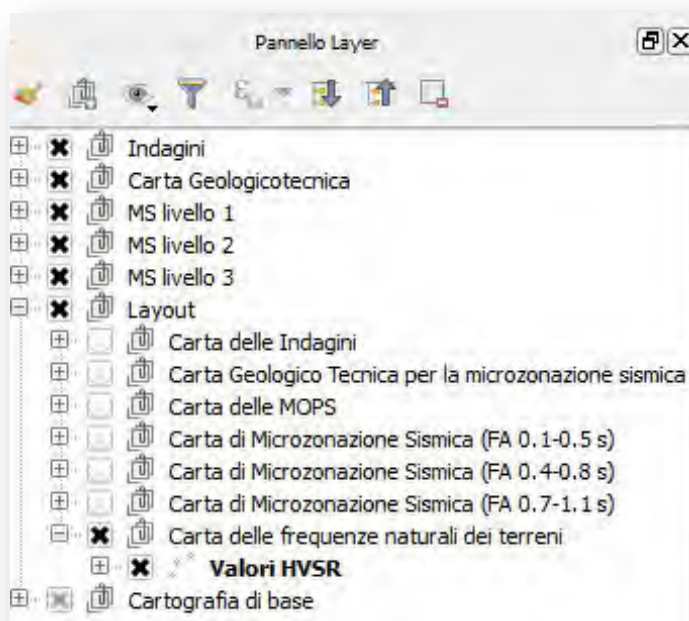 Pannello Layer
Indagini
Carta Geologicotecnica
MS livello 1
MS livello 2
MS livello 3
Layout
Carta delle Indagini
Carta Geologico Tecnica per la microzonazione sismica
Carta delle MOPS
Carta di Microzonazione Sismica (FA 0.1-0.5 s)
Carta di Microzonazione Sismica (FA 0.4-0.8 s)
Carta di Microzonazione Sismica (FA 0.7-1.1 s)
Carta delle frequenze naturali dei terreni
Valori HVSR
Cartografia di base